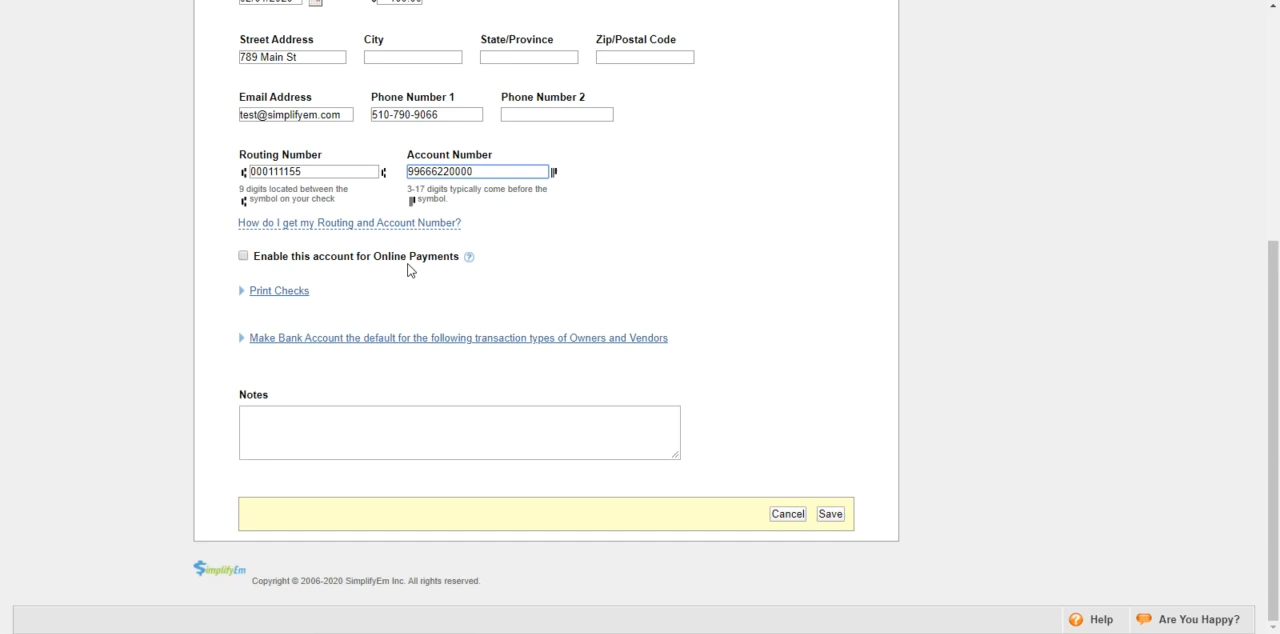 Street Address City State/Province Zip/Postal Code
789 Main St
Email Address Phone Number 1 Phone Number 2
test@simplifyem.com 510-790-9066
Routing Number Account Number
000111155 99666220000
9 digits located between the 3-17 digits typically come before the
symbol on your check symbol.
How do I get my Routing and Account Number?
Enable this account for Online Payments ?
Print Checks
Make Bank Account the default for the following transaction types of Owners and Vendors
Notes
Cancel Save
SimplifyEm Copyright © 2006-2020 SimplifyEm Inc. All rights reserved.
? Help Are You Happy?